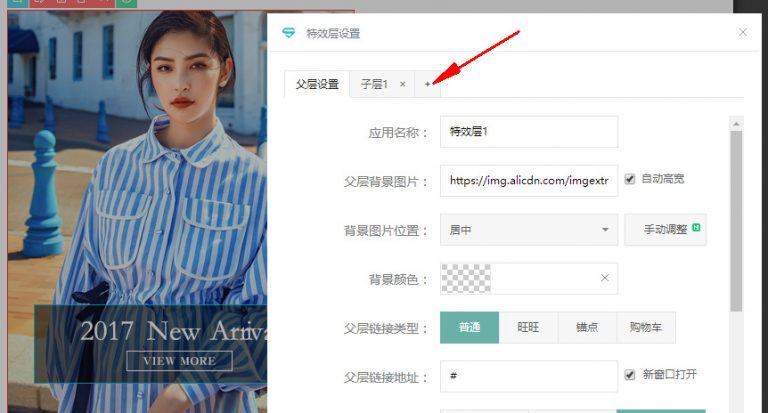 特效层设置
父层设置 子层1 × +
应用名称： 特效层1
父层背景图片： https://img.alicdn.com/imgextr 自动高宽
背景图片位置： 居中 手动调整 N
背景颜色：
父层链接类型： 普通 旺旺 锚点 购物车
父层链接地址： # 新窗口打开
2017 New Arriva
VIEW MORE